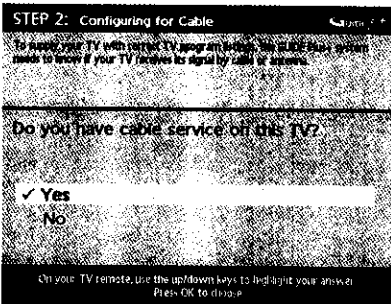 STEP 2: Configuring for Cable
To supply your TV with correct TV program listings, the GUIDE Plus+ system
needs to know if your TV receives its signal by cable or antenna.
Do you have cable service on this TV?
✓ Yes
No
On your TV remote, use the up/down keys to highlight your answer
Press OK to choose